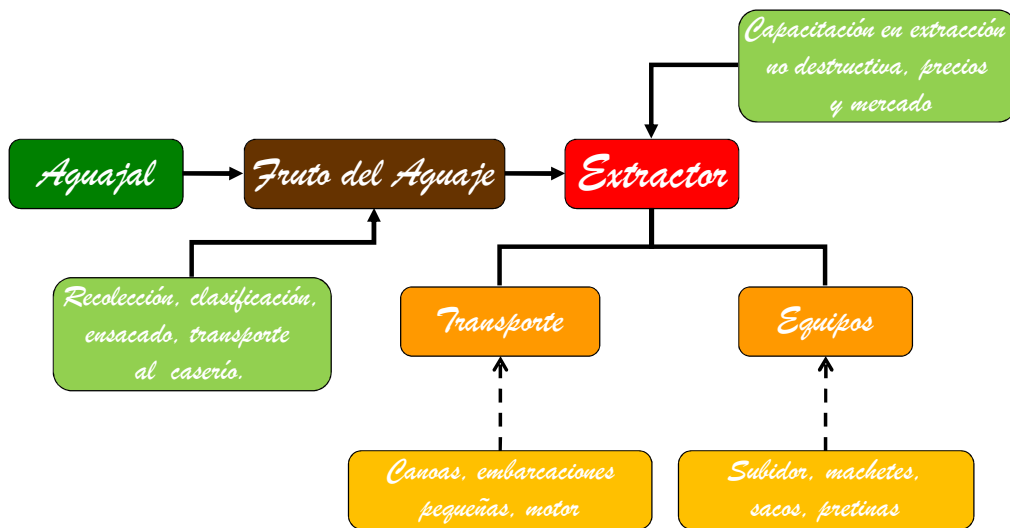 Capacitación en extracción
no destructiva, precios
y mercado
Aguajal
Fruto del Aguaje
Extractor
Recolección, clasificación,
ensacado, transporte
al caserío.
Transporte
Equipos
Canoas, embarcaciones
pequeñas, motor
Subidor, machetes,
sacos, pretinas